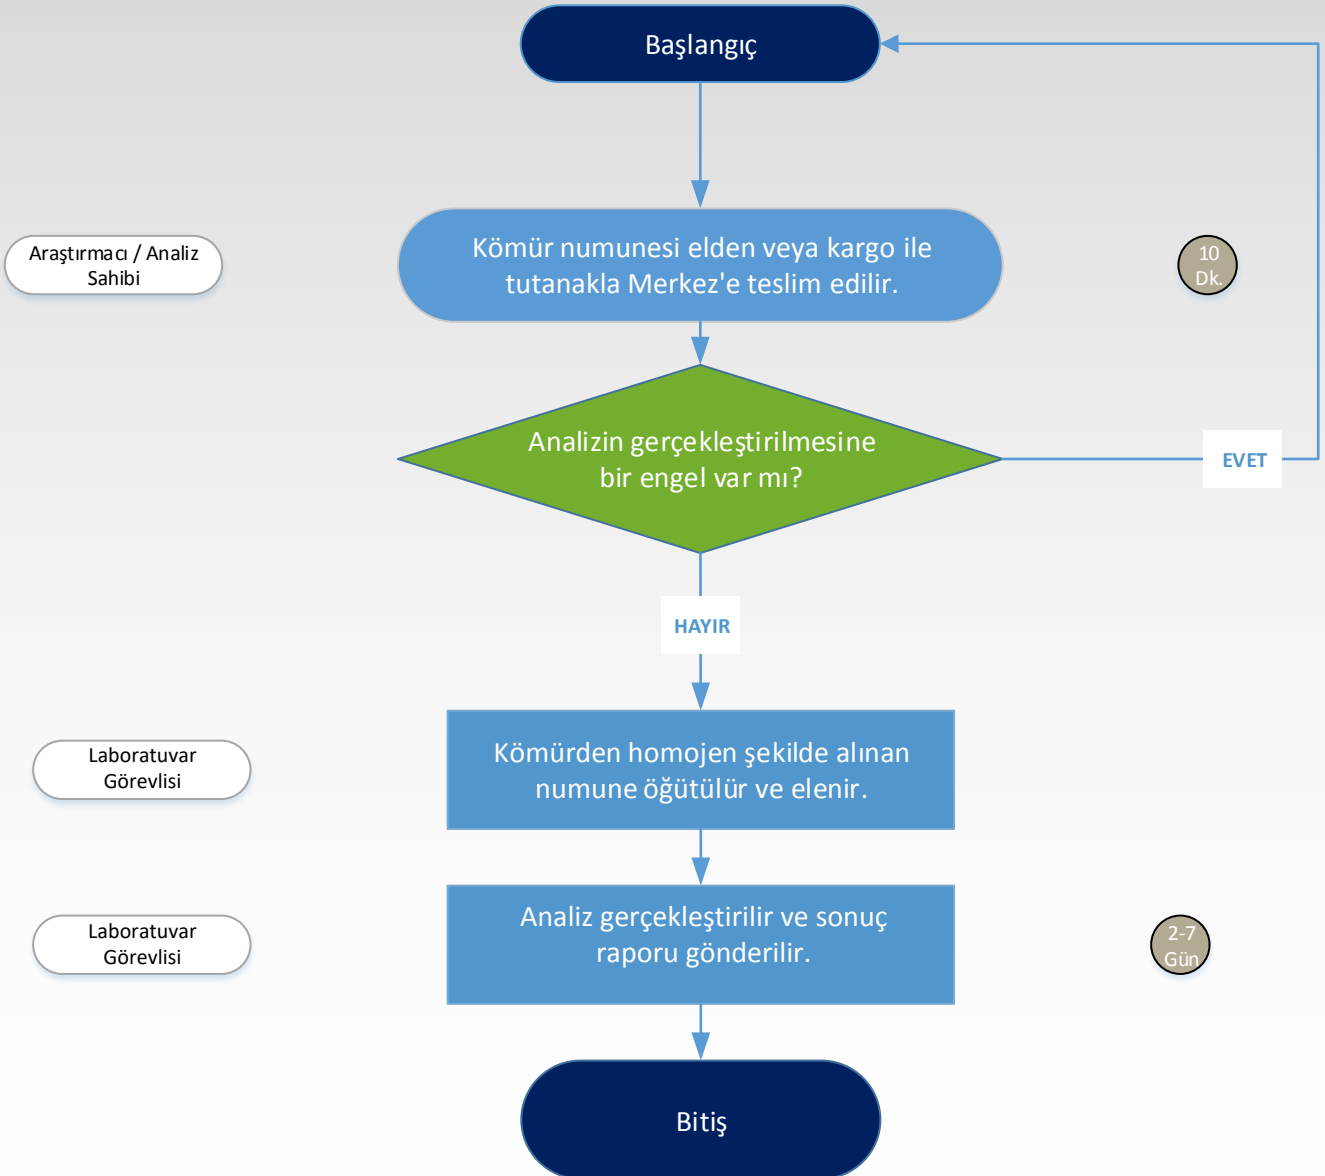 Başlangıç
Araştırmacı / Analiz
Sahibi
Kömür numunesi elden veya kargo ile
tutanakla Merkez'e teslim edilir.
10
Dk.
Analizin gerçekleştirilmesine
bir engel var mı?
EVET
HAYIR
Laboratuvar
Görevlisi
Kömürden homojen şekilde alınan
numune öğütülür ve elenir.
Laboratuvar
Görevlisi
Analiz gerçekleştirilir ve sonuç
raporu gönderilir.
2-7
Gün
Bitiş